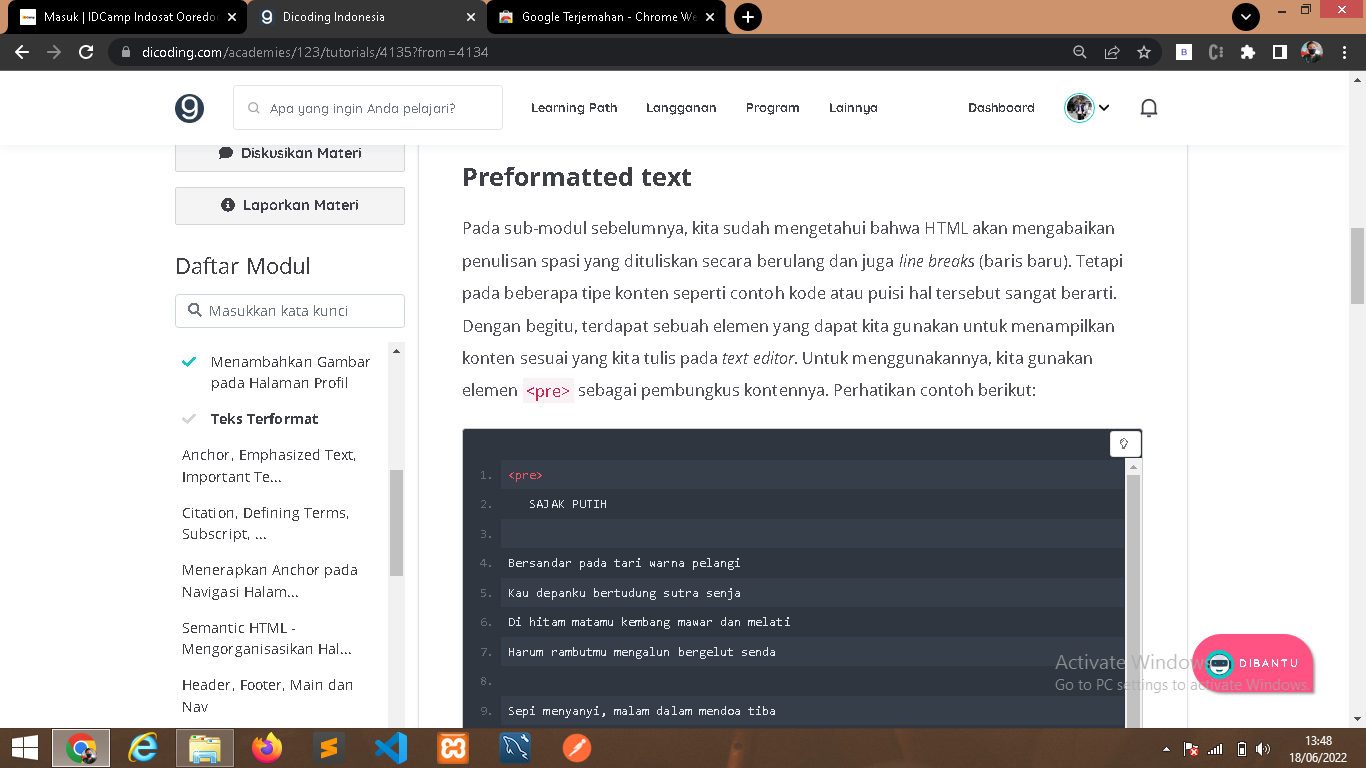 Masuk | IDCamp Indosat Ooredoo
Dicoding Indonesia
Google Terjemahan - Chrome We
dicoding.com/academies/123/tutorials/4135?from=4134
Apa yang ingin Anda pelajari?
Learning Path
Langganan
Program
Lainnya
Dashboard
Diskusikan Materi
Laporkan Materi
Daftar Modul
Masukkan kata kunci
Menambahkan Gambar
pada Halaman Profil
Teks Terformat
Anchor, Emphasized Text,
Important Te...
Citation, Defining Terms,
Subscript, ...
Menerapkan Anchor pada
Navigasi Halam...
Semantic HTML -
Mengorganisasikan Hal...
Header, Footer, Main dan
Nav
Preformatted text
Pada sub-modul sebelumnya, kita sudah mengetahui bahwa HTML akan mengabaikan
penulisan spasi yang dituliskan secara berulang dan juga line breaks (baris baru). Tetapi
pada beberapa tipe konten seperti contoh kode atau puisi hal tersebut sangat berarti.
Dengan begitu, terdapat sebuah elemen yang dapat kita gunakan untuk menampilkan
konten sesuai yang kita tulis pada text editor. Untuk menggunakannya, kita gunakan
elemen <pre> sebagai pembungkus kontennya. Perhatikan contoh berikut:
1. <pre>
2. SAJAK PUTIH
3.
4. Bersandar pada tari warna pelangi
5. Kau depanku bertudung sutra senja
6. Di hitam matamu kembang mawar dan melati
7. Harum rambutmu mengalun bergelut senda
8.
9. Sepi menyanyi, malam dalam mendoa tiba
Activate Windows
Go to PC settings to activate Windows.
DIBANTU
13:48
18/06/2022